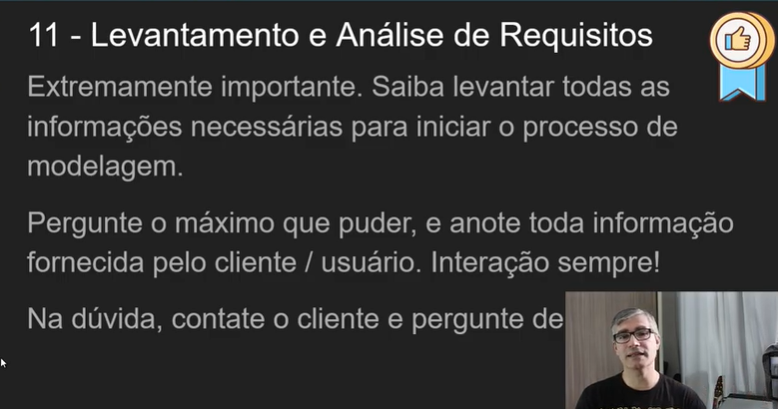 11 - Levantamento e Análise de Requisitos
Extremamente importante. Saiba levantar todas as
informações necessárias para iniciar o processo de
modelagem.
Pergunte o máximo que puder, e anote toda informação
fornecida pelo cliente / usuário. Interação sempre!
Na dúvida, contate o cliente e pergunte de